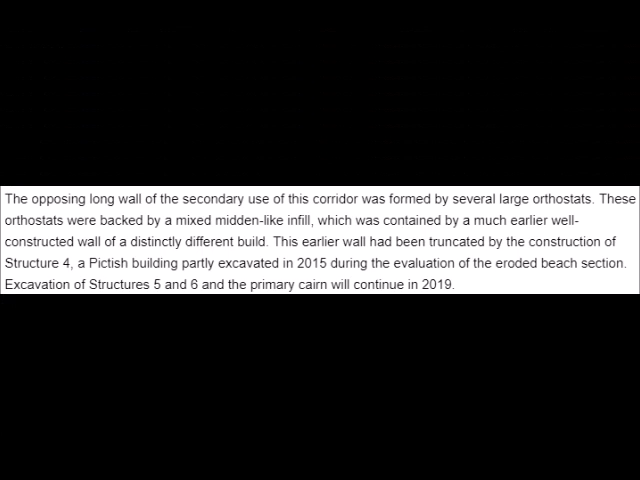 The opposing long wall of the secondary use of this corridor was formed by several large orthostats. These
orthostats were backed by a mixed midden-like infill, which was contained by a much earlier well-
constructed wall of a distinctly different build. This earlier wall had been truncated by the construction of
Structure 4, a Pictish building partly excavated in 2015 during the evaluation of the eroded beach section.
Excavation of Structures 5 and 6 and the primary cairn will continue in 2019.